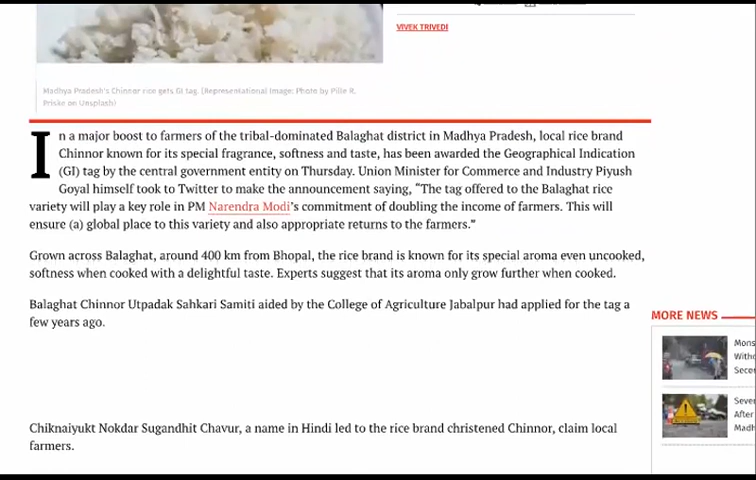 VIVEK TRIVEDI
Madhya Pradesh's Chinnor rice gets GI tag. (Representational Image: Photo by Pille R.
Priske on Unsplash)
In a major boost to farmers of the tribal-dominated Balaghat district in Madhya Pradesh, local rice brand
Chinnor known for its special fragrance, softness and taste, has been awarded the Geographical Indication
(GI) tag by the central government entity on Thursday. Union Minister for Commerce and Industry Piyush
Goyal himself took to Twitter to make the announcement saying, “The tag offered to the Balaghat rice
variety will play a key role in PM Narendra Modi's commitment of doubling the income of farmers. This will
ensure (a) global place to this variety and also appropriate returns to the farmers.”
Grown across Balaghat, around 400 km from Bhopal, the rice brand is known for its special aroma even uncooked,
softness when cooked with a delightful taste. Experts suggest that its aroma only grow further when cooked.
Balaghat Chinnor Utpadak Sahkari Samiti aided by the College of Agriculture Jabalpur had applied for the tag a
few years ago.
Chiknaiyukt Nokdar Sugandhit Chavur, a name in Hindi led to the rice brand christened Chinnor, claim local
farmers.
MORE NEWS
Mons
Witho
Secon
Seve
After
Madh